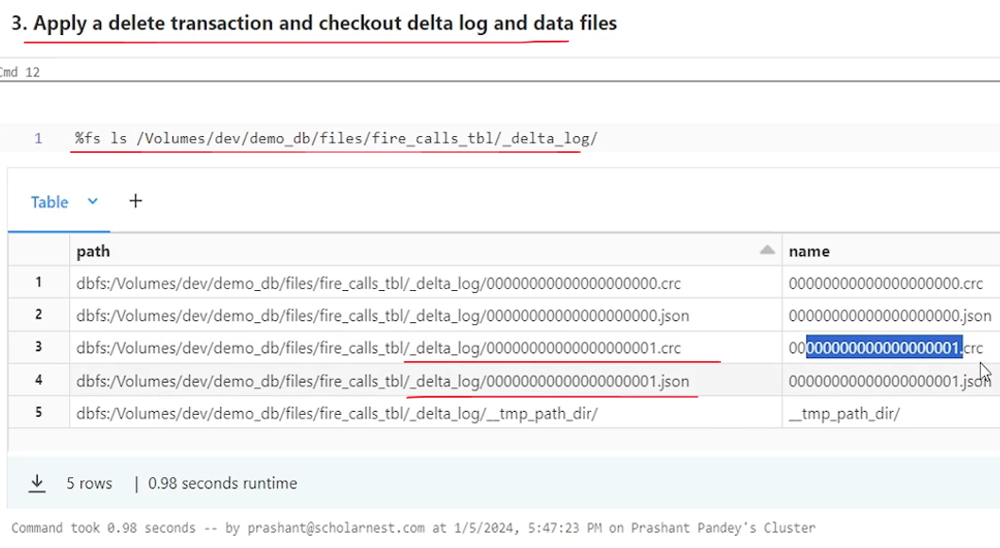 3. Apply a delete transaction and checkout delta log and data files
Cmd 12
1 %fs ls /Volumes/dev/demo_db/files/fire_calls_tbl/_delta_log/
Table +
path name
1 dbfs:/Volumes/dev/demo_db/files/fire_calls_tbl/_delta_log/00000000000000000000.crc 00000000000000000000.crc
2 dbfs:/Volumes/dev/demo_db/files/fire_calls_tbl/_delta_log/00000000000000000000.json 00000000000000000000.json
3 dbfs:/Volumes/dev/demo_db/files/fire_calls_tbl/_delta_log/00000000000000000001.crc 00000000000000000001.crc
4 dbfs:/Volumes/dev/demo_db/files/fire_calls_tbl/_delta_log/00000000000000000001.json 00000000000000000001.json
5 dbfs:/Volumes/dev/demo_db/files/fire_calls_tbl/_delta_log/__tmp_path_dir/ __tmp_path_dir/
5 rows | 0.98 seconds runtime
Command took 0.98 seconds -- by prashant@scholarnest.com at 1/5/2024, 5:47:23 PM on Prashant Pandey's Cluster